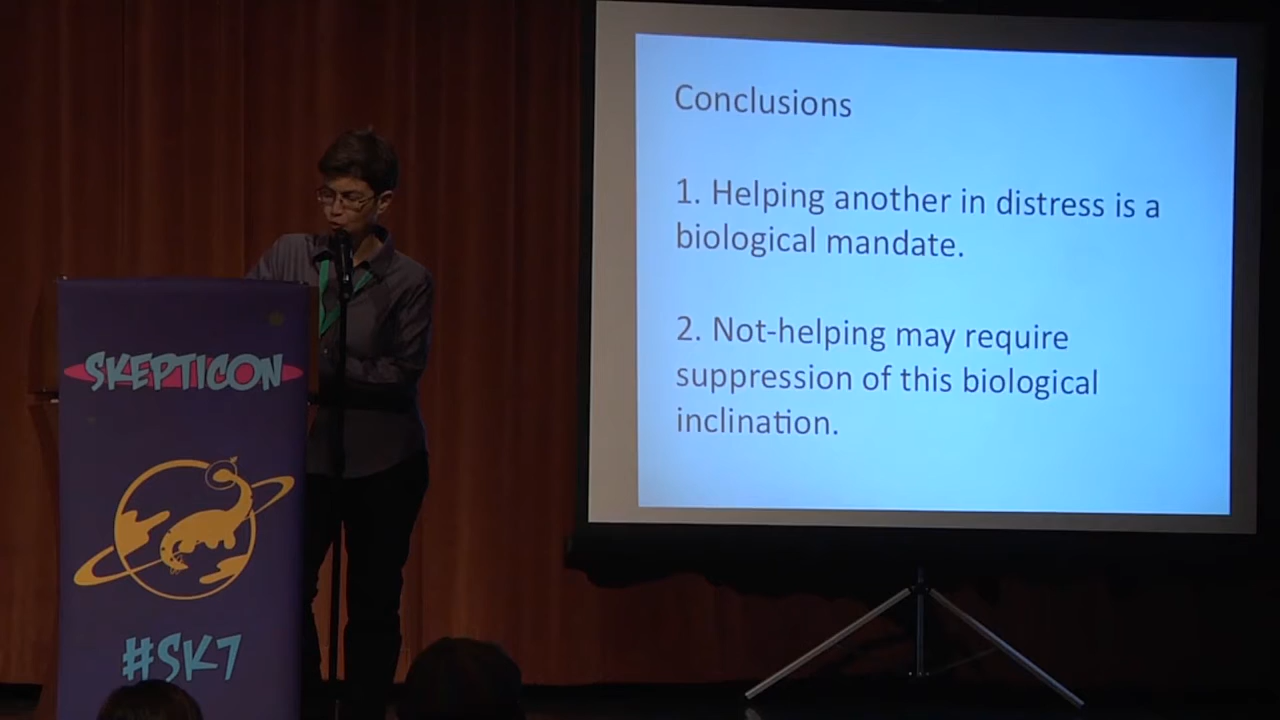 Conclusions
1. Helping another in distress is a
biological mandate.
2. Not-helping may require
suppression of this biological
inclination.
SKEPTICON
#SK7